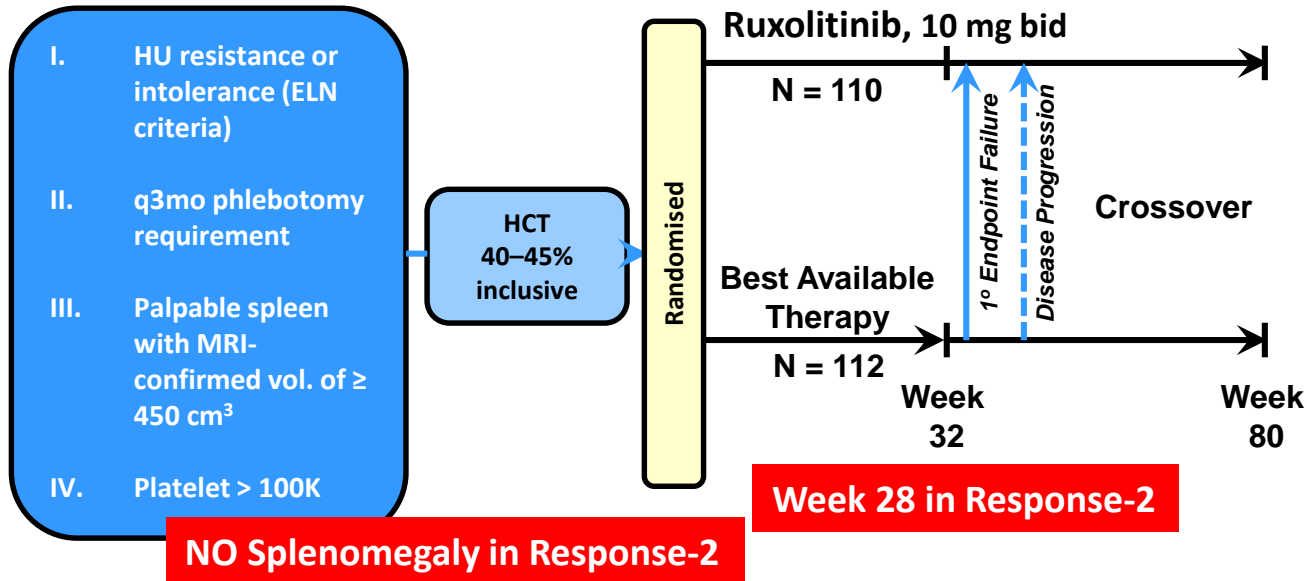 I. HU resistance or
intolerance (ELN
criteria)
II. q3mo phlebotomy
requirement
III. Palpable spleen
with MRI-
confirmed vol. of ≥
450 cm³
IV. Platelet > 100K
HCT
40–45%
inclusive
Randomised
Ruxolitinib, 10 mg bid
N = 110
1º Endpoint Failure
Disease Progression
Crossover
Best Available
Therapy
N = 112
Week
32
Week
80
Week 28 in Response-2
NO Splenomegaly in Response-2